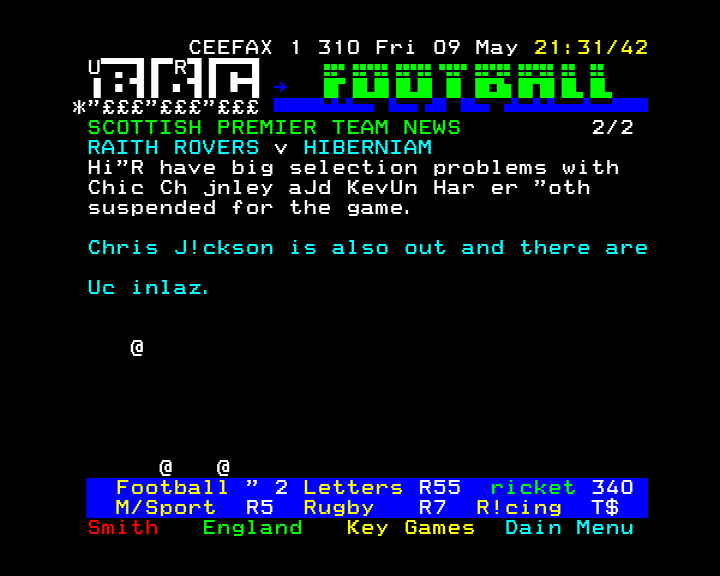 CEEFAX 1 310 Fri 09 May 21:31/42
BBC FOOTBALL
*”£££”£££”£££
SCOTTISH PREMIER TEAM NEWS 2/2
RAITH ROVERS v HIBERNIAM
Hi”R have big selection problems with
Chic Ch jnley aJd KevUn Har er ”oth
suspended for the game.
Chris J!ckson is also out and there are
Uc inlaz.
@
@ @
Football ” 2 Letters R55 ricket 340
M/Sport R5 Rugby R7 R!cing T$
Smith England Key Games Dain Menu